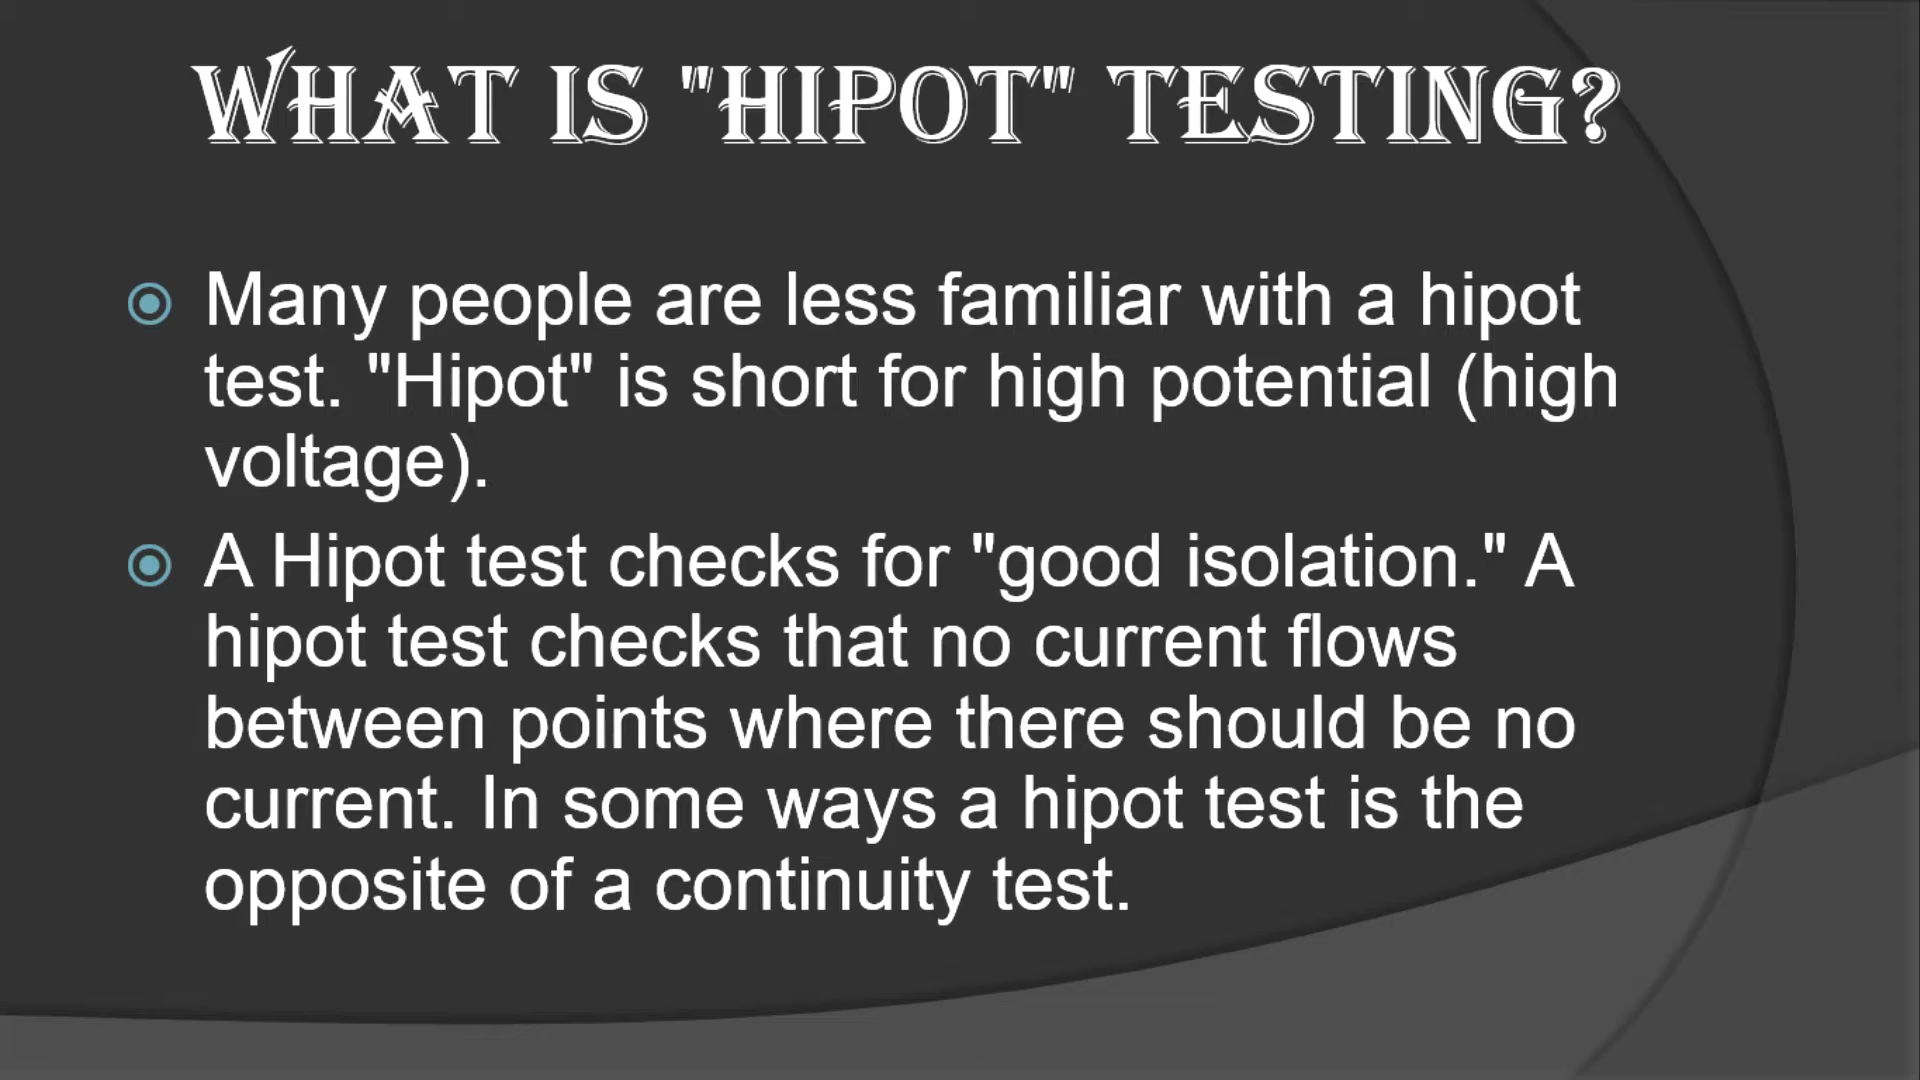 WHAT IS "HIPOT" TESTING?
Many people are less familiar with a hipot
test. "Hipot" is short for high potential (high
voltage).
A Hipot test checks for "good isolation." A
hipot test checks that no current flows
between points where there should be no
current. In some ways a hipot test is the
opposite of a continuity test.